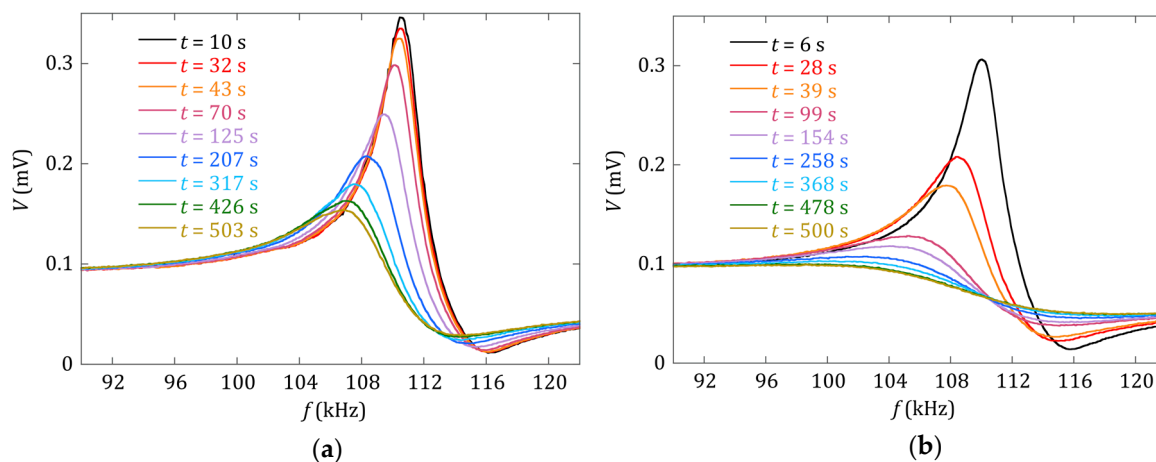 t = 10 s
t = 32 s
t = 43 s
t = 70 s
t = 125 s
t = 207 s
t = 317 s
t = 426 s
t = 503 s
V (mV)
0.3
0.2
0.1
0
92 96 100 104 108 112 116 120
f (kHz)
(a)
t = 6 s
t = 28 s
t = 39 s
t = 99 s
t = 154 s
t = 258 s
t = 368 s
t = 478 s
t = 500 s
V (mV)
0.3
0.2
0.1
0
92 96 100 104 108 112 116 120
f (kHz)
(b)